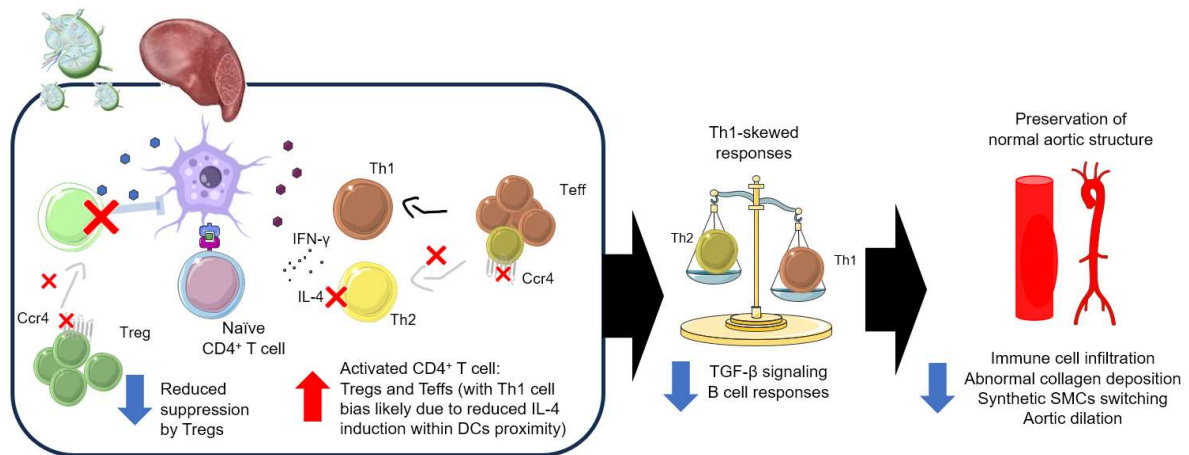 Th1
Teff
IFN-γ
IL-4
Th2
Ccr4
Ccr4
Treg
Naïve
CD4⁺ T cell
Reduced
suppression
by Tregs
Activated CD4⁺ T cell:
Tregs and Teffs (with Th1 cell
bias likely due to reduced IL-4
induction within DCs proximity)
Th1-skewed
responses
Th2
Th1
TGF-β signaling
B cell responses
Preservation of
normal aortic structure
Immune cell infiltration
Abnormal collagen deposition
Synthetic SMCs switching
Aortic dilation